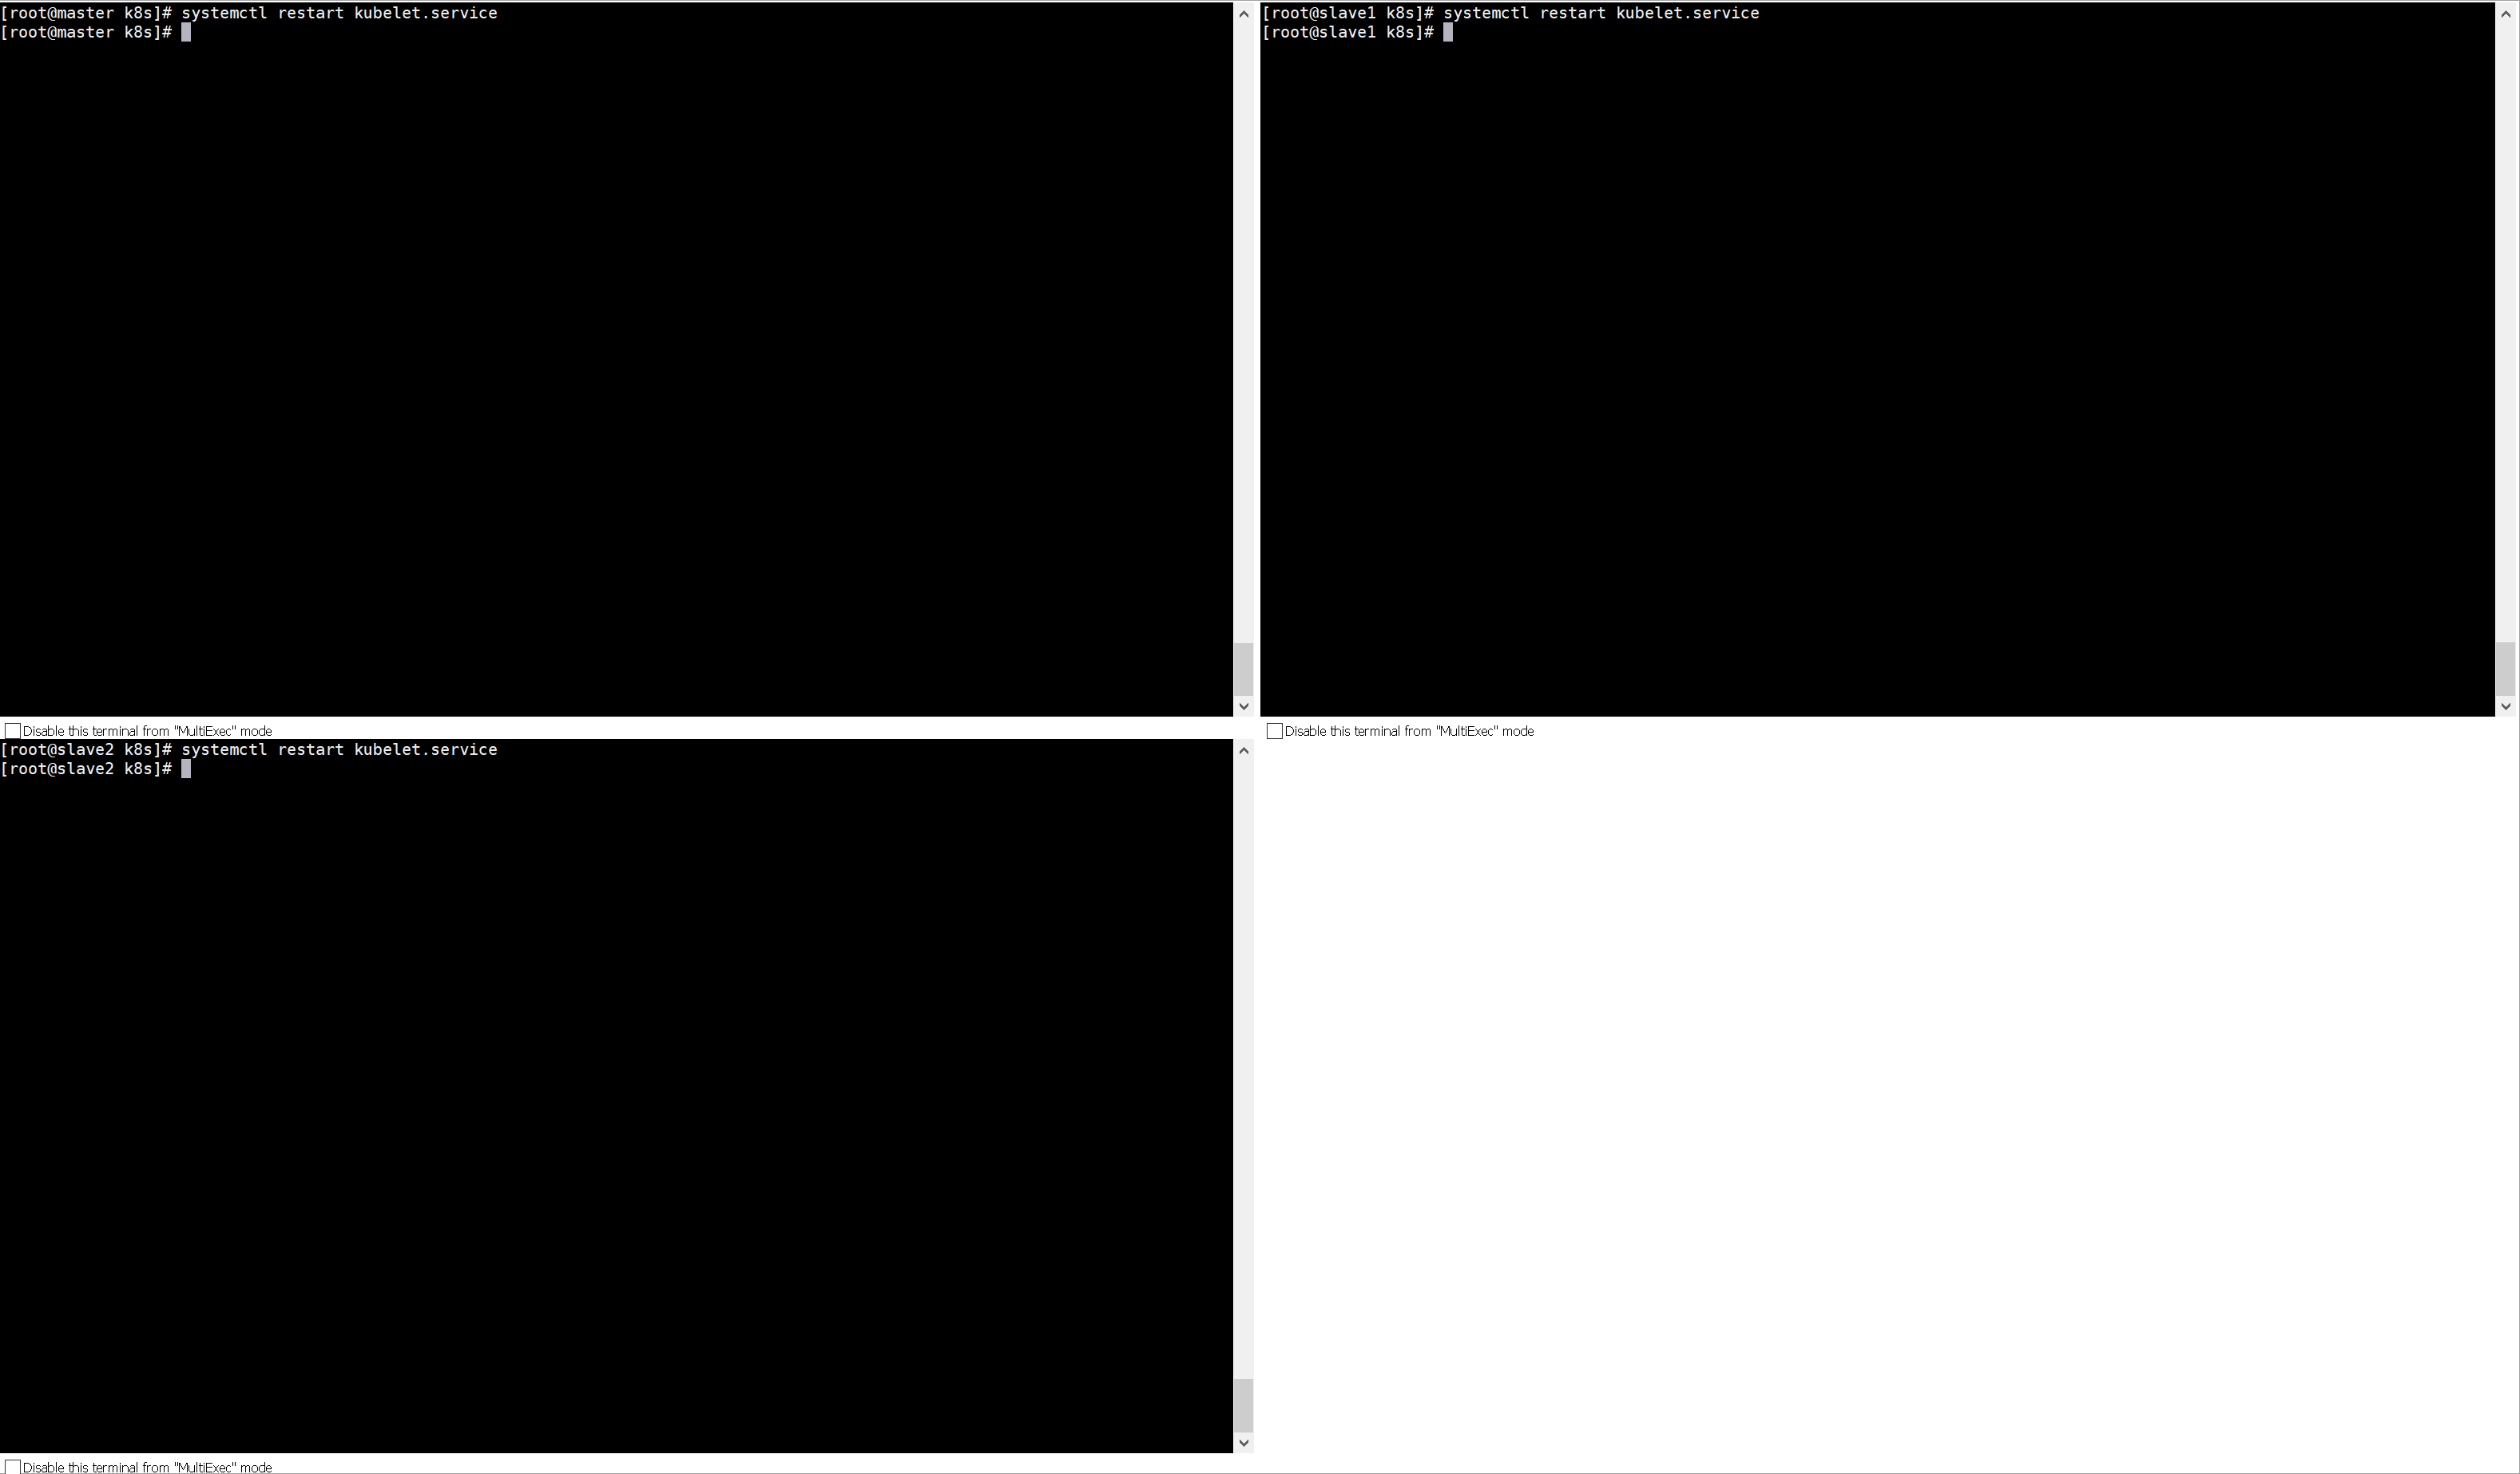 [root@master k8s]# systemctl restart kubelet.service
[root@master k8s]#
Disable this terminal from "MultiExec" mode
[root@slave1 k8s]# systemctl restart kubelet.service
[root@slave1 k8s]#
Disable this terminal from "MultiExec" mode
[root@slave2 k8s]# systemctl restart kubelet.service
[root@slave2 k8s]#
Disable this terminal from "MultiExec" mode